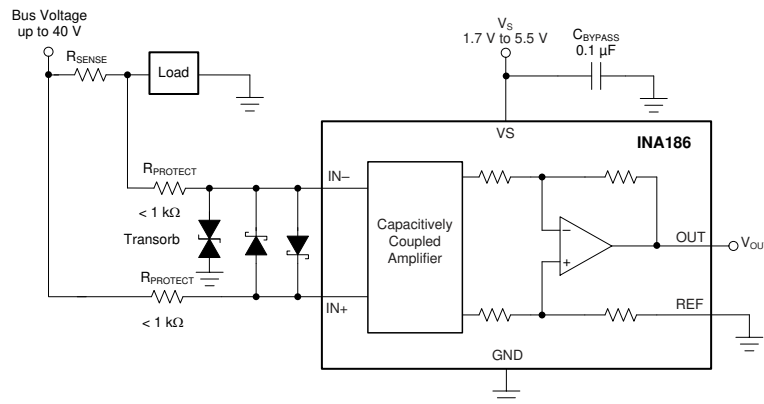 Bus Voltage
up to 40 V
RSENSE
Load
VS
1.7 V to 5.5 V
CBYPASS
0.1 µF
VS
INA186
RPROTECT
< 1 kΩ
Transorb
IN–
Capacitively
Coupled
Amplifier
–
+
OUT
VOU
RPROTECT
< 1 kΩ
IN+
REF
GND